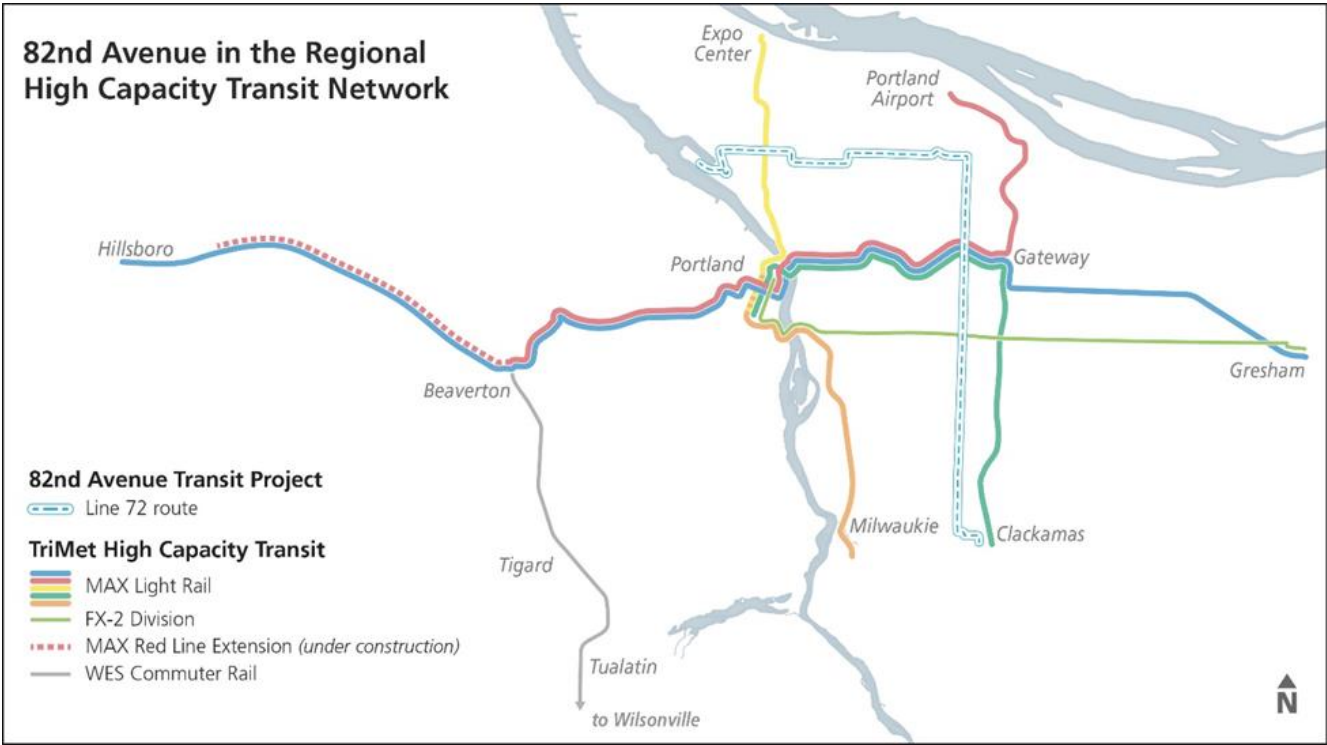 82nd Avenue in the Regional
High Capacity Transit Network
Expo
Center
Portland
Airport
Hillsboro
Portland
Gateway
Beaverton
Gresham
82nd Avenue Transit Project
Line 72 route
Milwaukie
Clackamas
TriMet High Capacity Transit
Tigard
MAX Light Rail
FX-2 Division
MAX Red Line Extension (under construction)
WES Commuter Rail
Tualatin
to Wilsonville
N